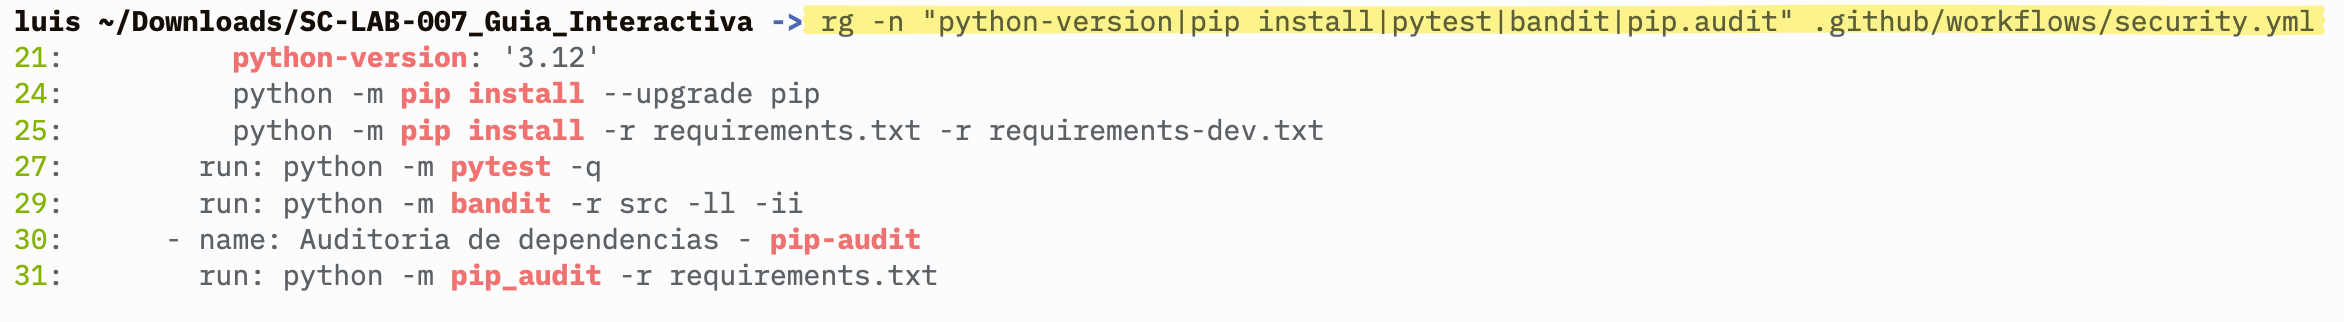 luis ~/Downloads/SC-LAB-007_Guia_Interactiva -> rg -n "python-version|pip install|pytest|bandit|pip.audit" .github/workflows/security.yml
21:          python-version: '3.12'
24:          python -m pip install --upgrade pip
25:          python -m pip install -r requirements.txt -r requirements-dev.txt
27:        run: python -m pytest -q
29:        run: python -m bandit -r src -ll -ii
30:      - name: Auditoria de dependencias - pip-audit
31:        run: python -m pip_audit -r requirements.txt